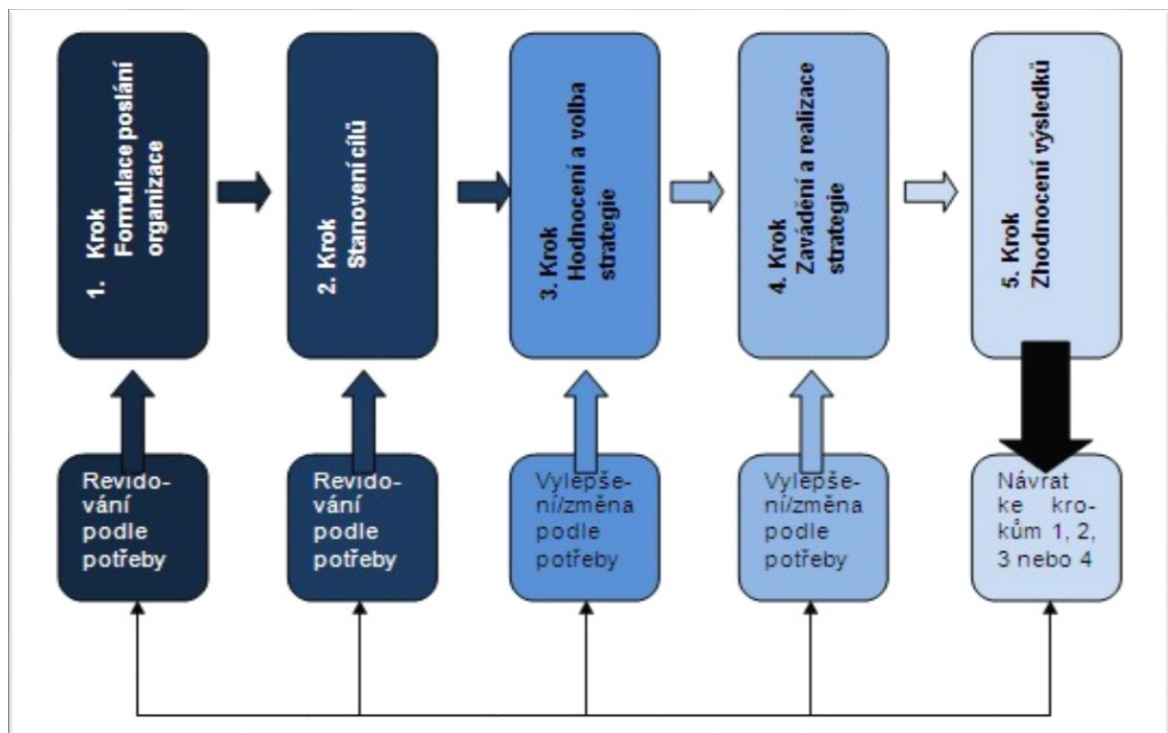 1. Krok
Formulace poslání
organizace
2. Krok
Stanovení cílů
3. Krok
Hodnocení a volba
strategie
4. Krok
Zavádění a realizace
strategie
5. Krok
Zhodnocení výsledků
Revido-
vání
podle
potřeby
Revido-
vání
podle
potřeby
Vylepše-
ní/změna
podle
potřeby
Vylepše-
ní/změna
podle
potřeby
Návrat
ke kro-
kům 1, 2,
3 nebo 4